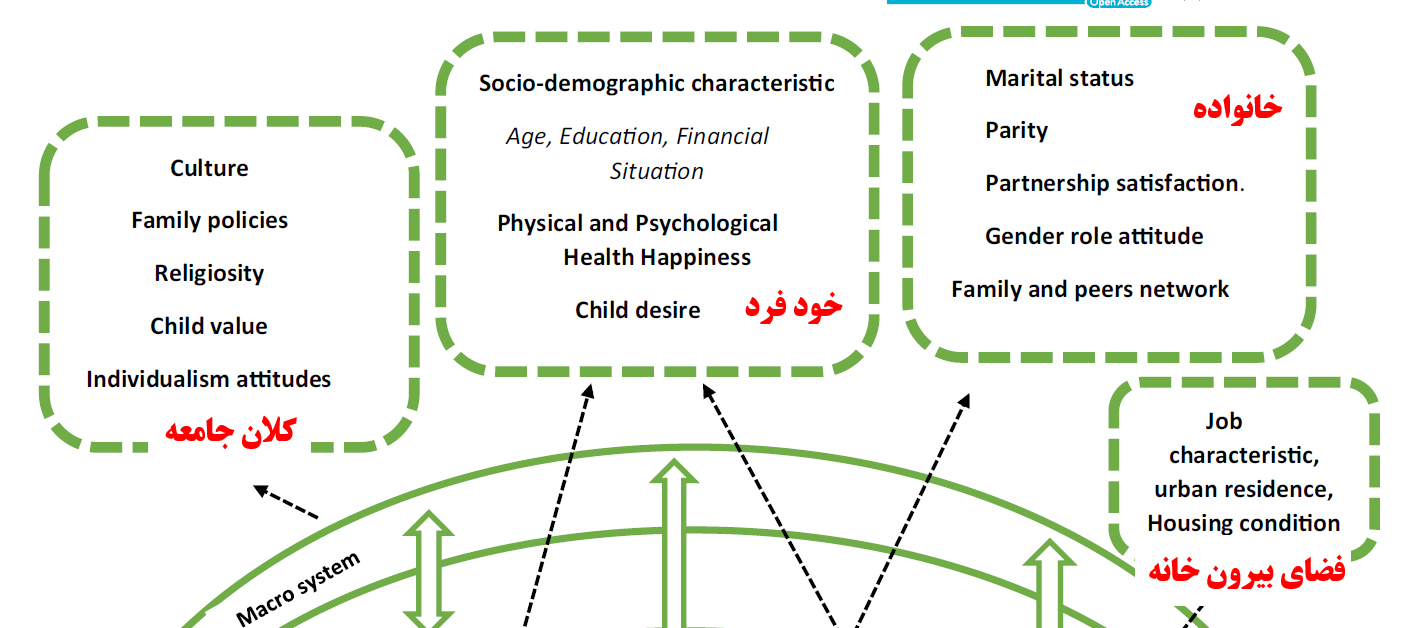 Open Access
Culture
Family policies
Religiosity
Child value
Individualism attitudes
کلان جامعه
Socio-demographic characteristic
Age, Education, Financial
Situation
Physical and Psychological
Health Happiness
Child desire
خود فرد
Marital status
خانواده
Parity
Partnership satisfaction.
Gender role attitude
Family and peers network
Job
characteristic,
urban residence,
Housing condition
فضای بیرون خانه
Macro system